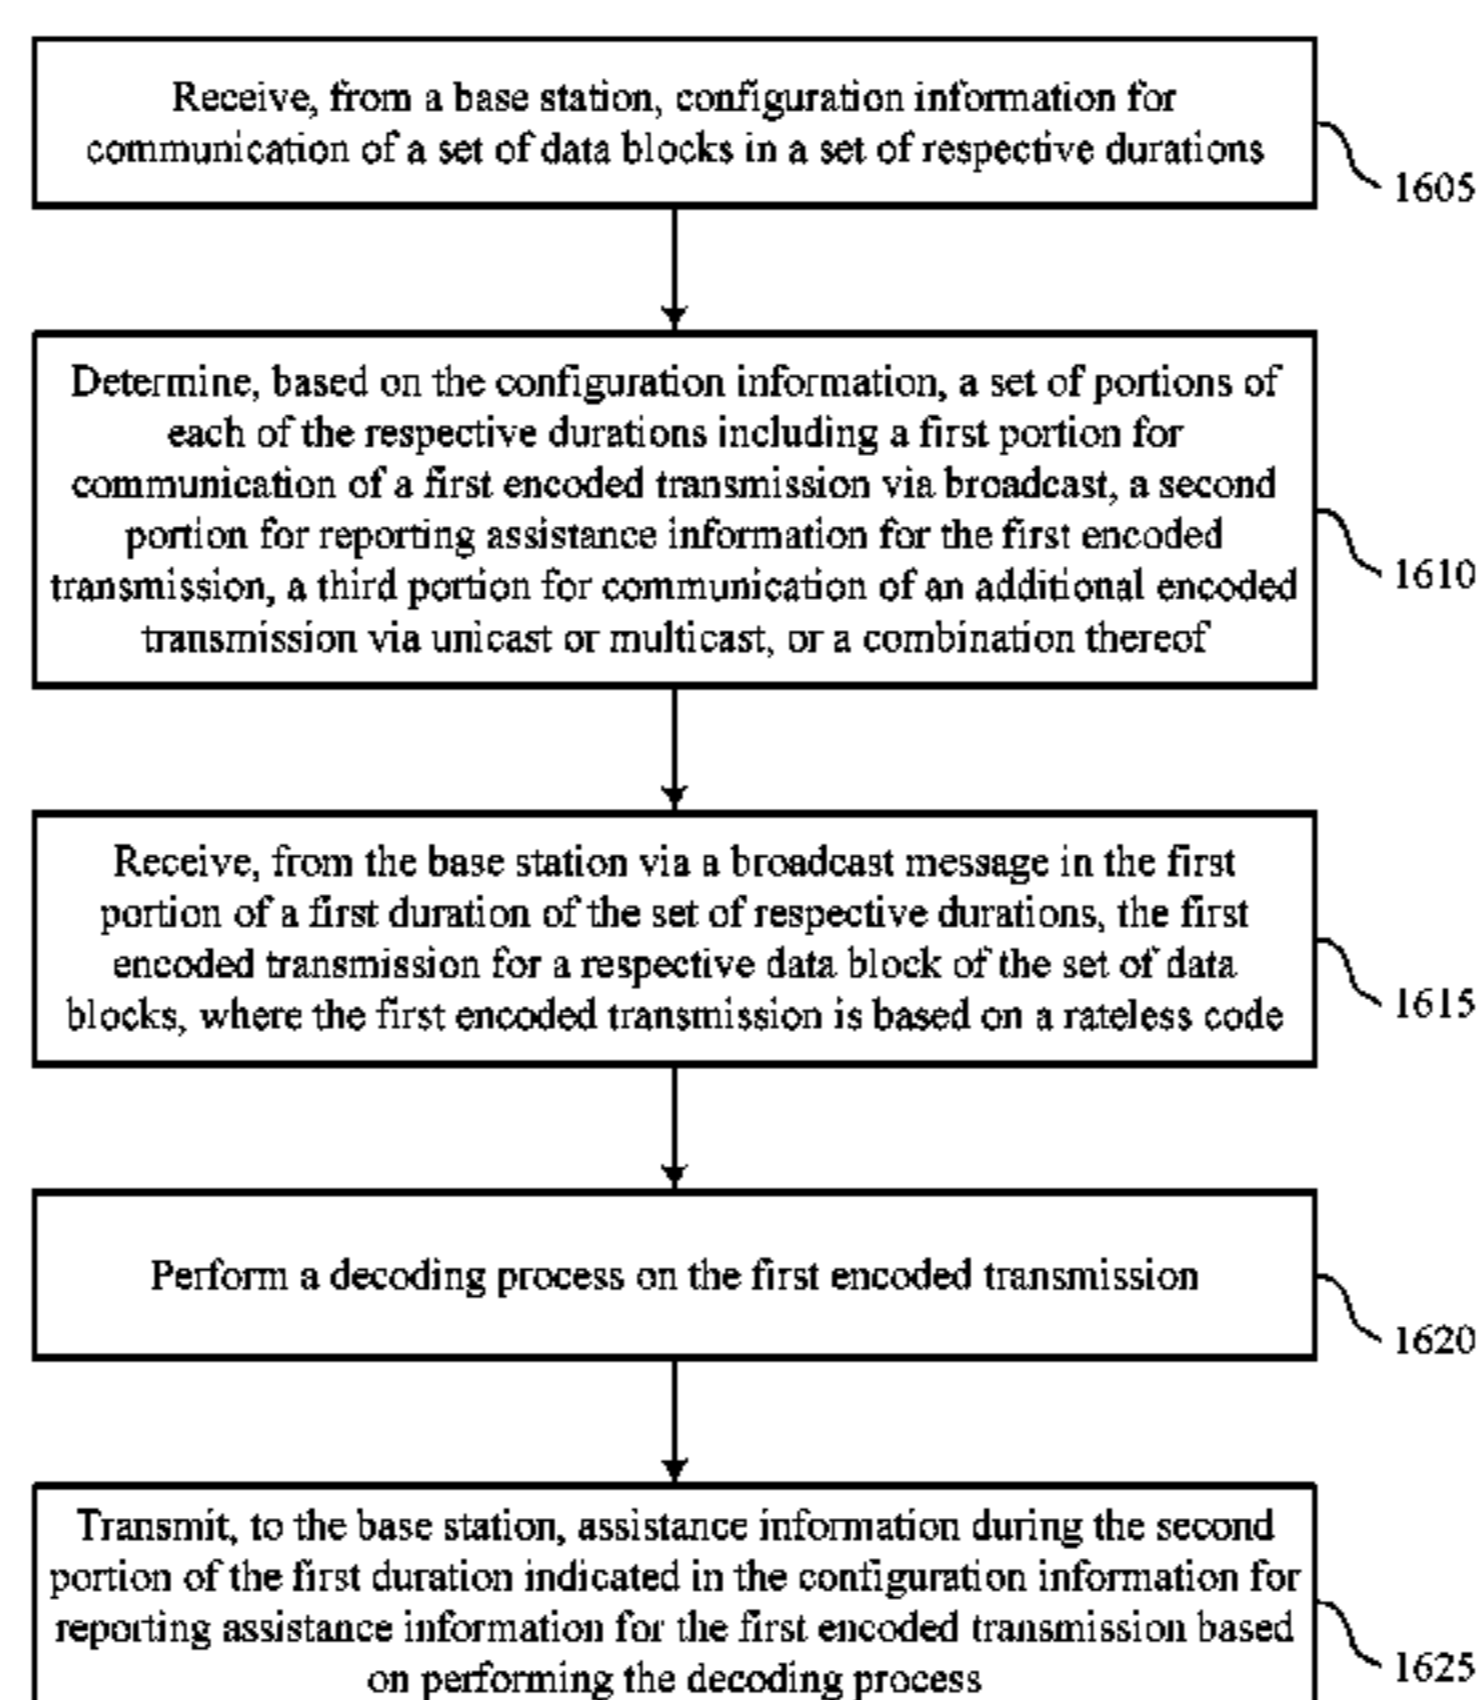 Receive, from a base station, configuration information for
communication of a set of data blocks in a set of respective durations
1605
Determine, based on the configuration information, a set of portions of
each of the respective durations including a first portion for
communication of a first encoded transmission via broadcast, a second
portion for reporting assistance information for the first encoded
transmission, a third portion for communication of an additional encoded
transmission via unicast or multicast, or a combination thereof
1610
Receive, from the base station via a broadcast message in the first
portion of a first duration of the set of respective durations, the first
encoded transmission for a respective data block of the set of data
blocks, where the first encoded transmission is based on a rateless code
1615
Perform a decoding process on the first encoded transmission
1620
Transmit, to the base station, assistance information during the second
portion of the first duration indicated in the configuration information for
reporting assistance information for the first encoded transmission based
on performing the decoding process
1625